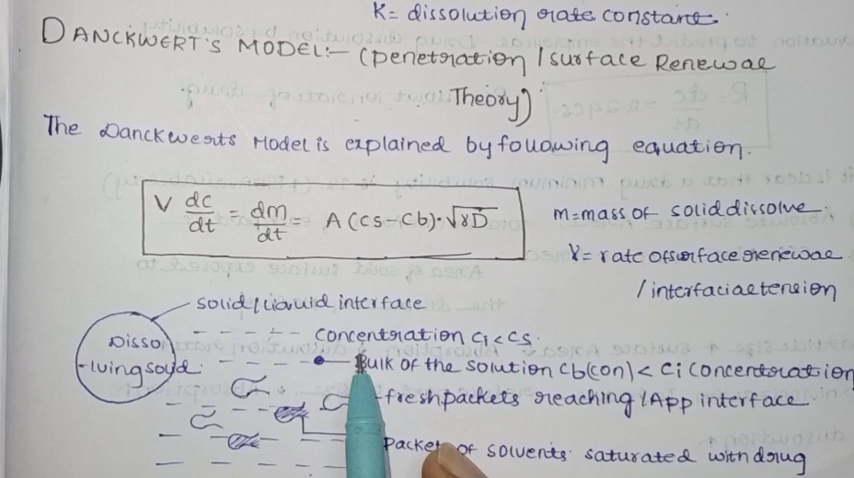 K = dissolution rate constant.
DANCKWERT'S MODEL:- (penetration / surface Renewal
Theory)
The Danckwerts Model is explained by following equation.
V dc/dt = dm/dt = A (Cs-Cb). √γD
m=mass of solid dissolve.
γ= rate of surface renewal
/ interfacial tension
solid/liquid interface
Concentration Ci < Cs.
Disso
-lving solid.
Bulk of the solution Cb(con) < Ci Concentration
-fresh packets reaching / App interface
packet of solvents saturated with drug